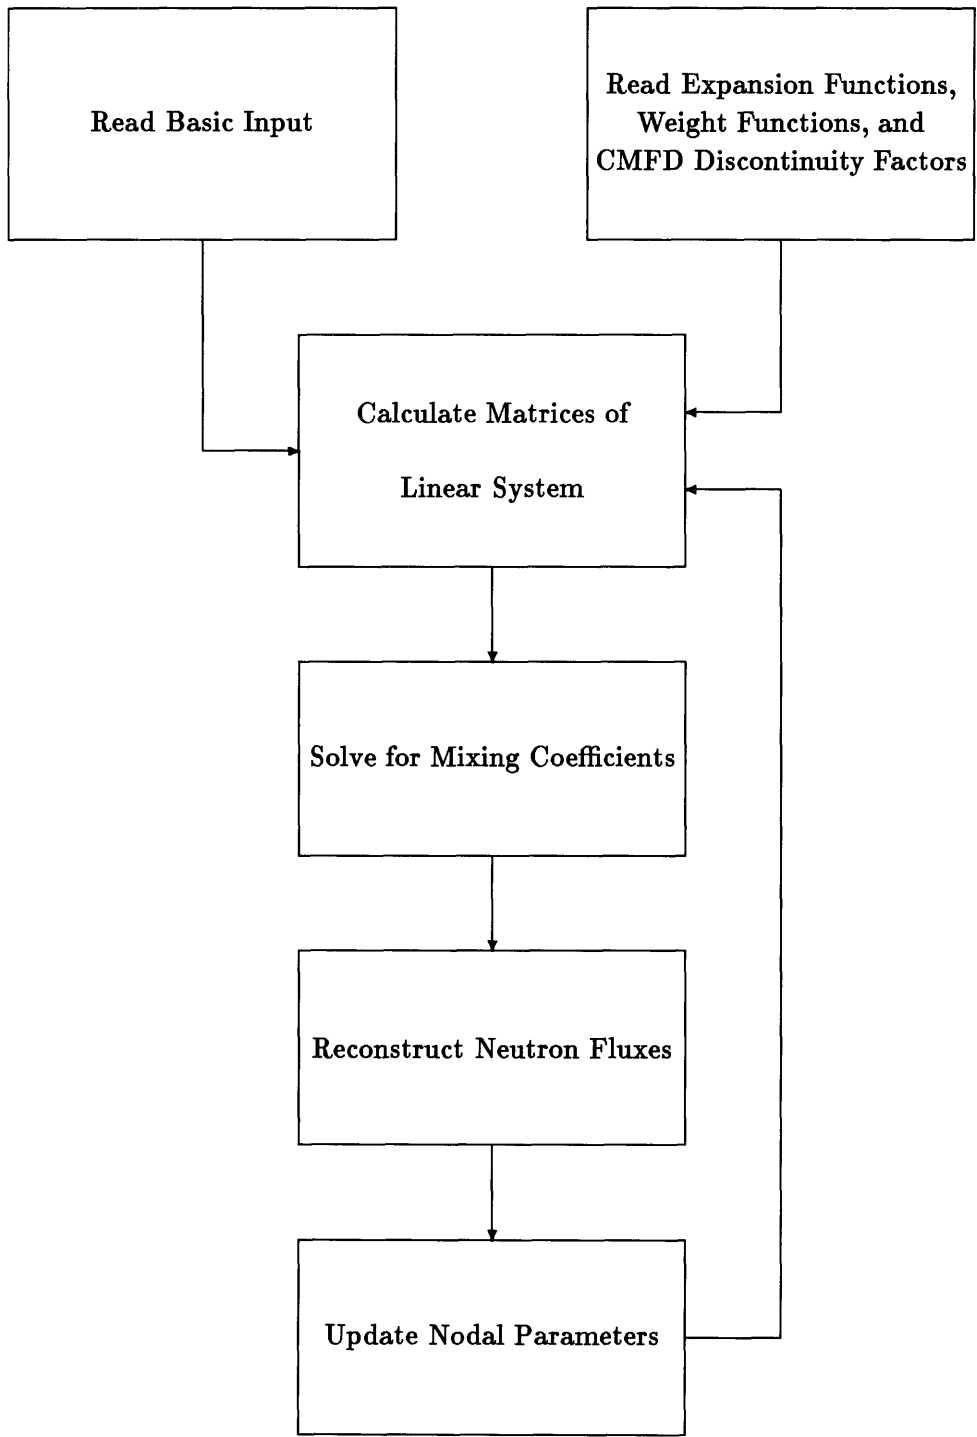 Read Basic Input
Read Expansion Functions,
Weight Functions, and
CMFD Discontinuity Factors
Calculate Matrices of
Linear System
Solve for Mixing Coefficients
Reconstruct Neutron Fluxes
Update Nodal Parameters